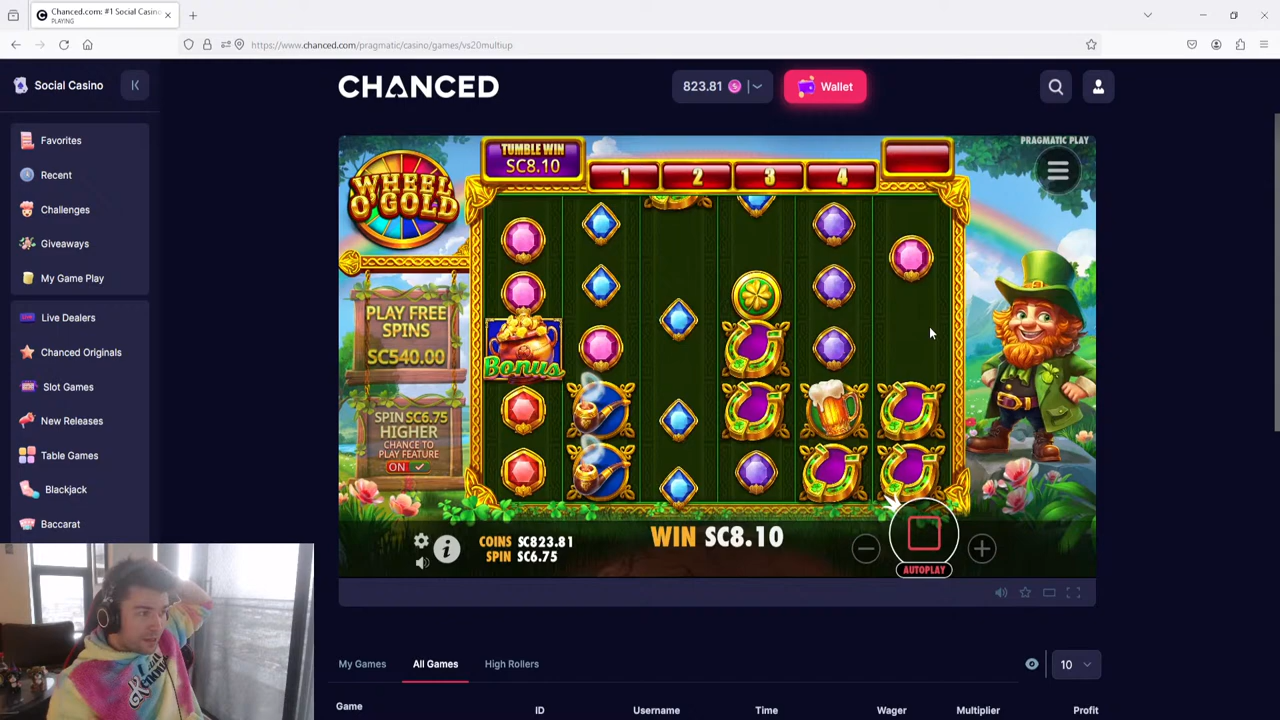 Chanced.com: #1 Social Casino
PLAYING
https://www.chanced.com/pragmatic/casino/games/vs20multiup
Social Casino
CHANCED
823.81
Wallet
Favorites
Recent
Challenges
Giveaways
My Game Play
Live Dealers
Chanced Originals
Slot Games
New Releases
Table Games
Blackjack
Baccarat
PRAGMATIC PLAY
TUMBLE WIN
SC8.10
1
2
3
4
WHEEL
O'GOLD
PLAY FREE
SPINS
SC540.00
SPIN SC6.75
HIGHER
CHANCE TO
PLAY FEATURE
ON
Bonus
COINS SC823.81
SPIN SC6.75
WIN SC8.10
AUTOPLAY
My Games
All Games
High Rollers
10
Game
ID
Username
Time
Wager
Multiplier
Profit